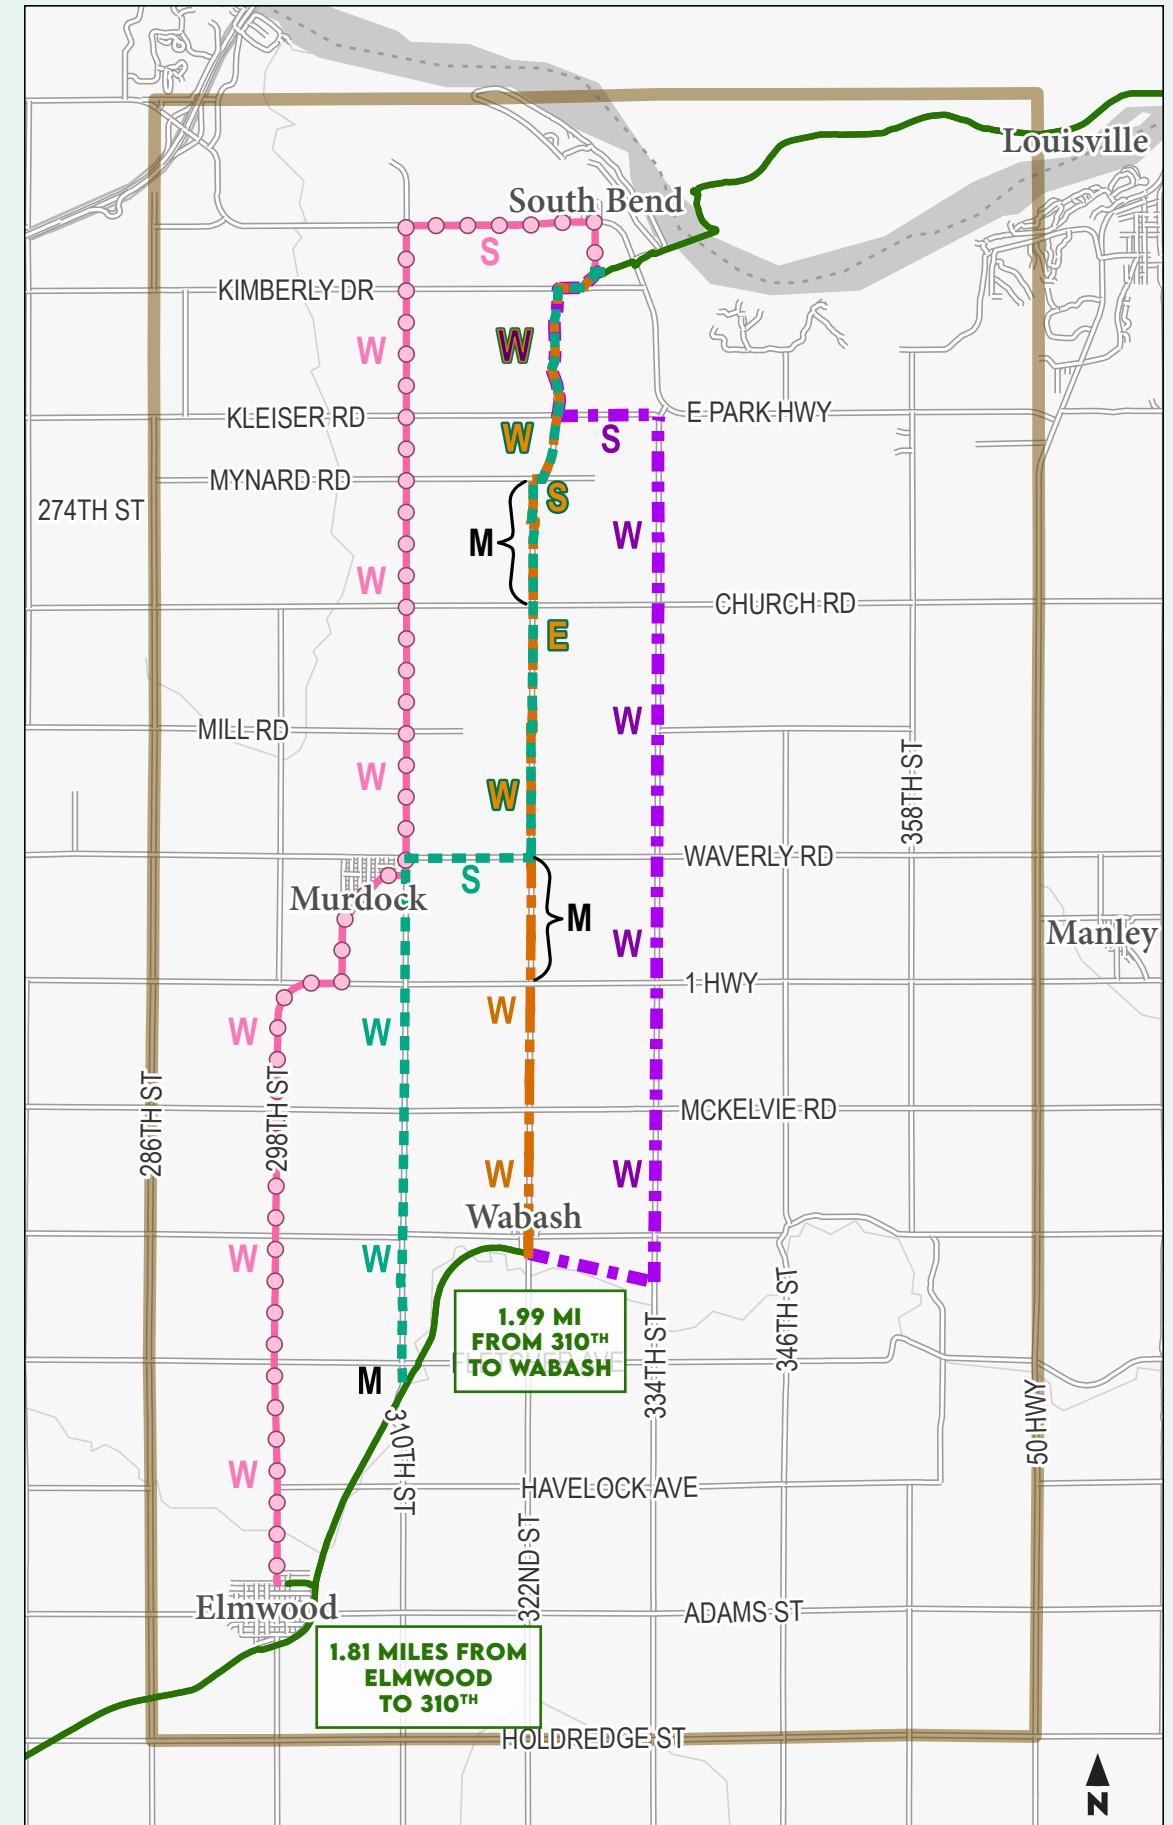 Louisville
South Bend
S
KIMBERLY DR
W
W
KLEISER RD
E PARK HWY
W
S
MYNARD RD
S
274TH ST
W
M
W
CHURCH RD
E
W
MILL RD
358TH ST
W
W
WAVERLY RD
S
Murdock
M
W
Manley
1 HWY
W
W
W
286TH ST
298TH ST
MCKELVIE RD
W
W
Wabash
W
W
1.99 MI
FROM 310TH
TO WABASH
FLETCHER AVE
346TH ST
334TH ST
M
310TH ST
50 HWY
W
HAVELOCK AVE
322ND ST
Elmwood
ADAMS ST
1.81 MILES FROM
ELMWOOD
TO 310TH
HOLDREDGE ST
N